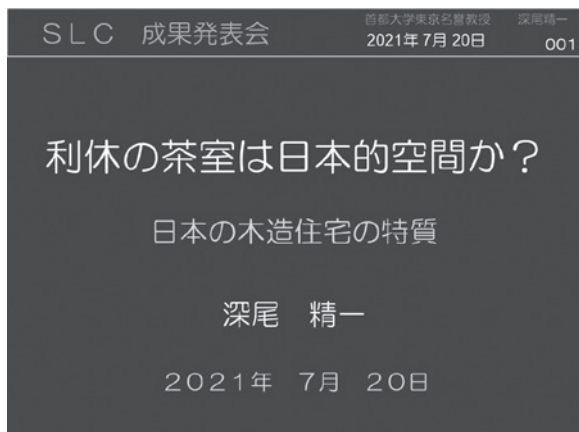 SLC 成果発表会
首都大学東京名誉教授 深尾精一
2021年7月20日 001
利休の茶室は日本的空間か？
日本の木造住宅の特質
深尾 精一
2021年 7月 20日